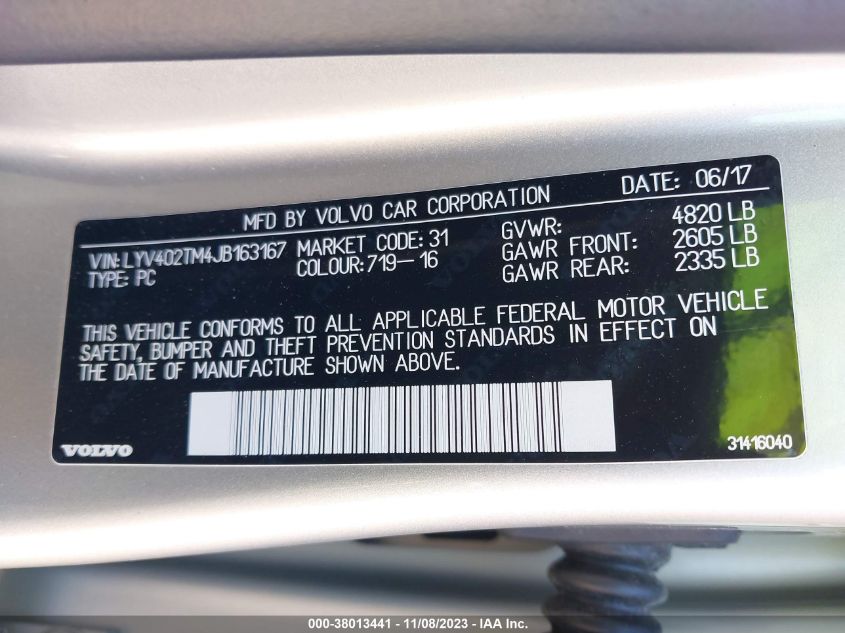 MFD BY VOLVO CAR CORPORATION DATE: 06/17
VIN: LYV402TM4JB163167 MARKET CODE: 31 GVWR: 4820 LB
TYPE: PC COLOUR: 719-16 GAWR FRONT: 2605 LB
GAWR REAR: 2335 LB
THIS VEHICLE CONFORMS TO ALL APPLICABLE FEDERAL MOTOR VEHICLE
SAFETY, BUMPER AND THEFT PREVENTION STANDARDS IN EFFECT ON
THE DATE OF MANUFACTURE SHOWN ABOVE.
VOLVO 31416040
000-38013441 - 11/08/2023 - IAA Inc.